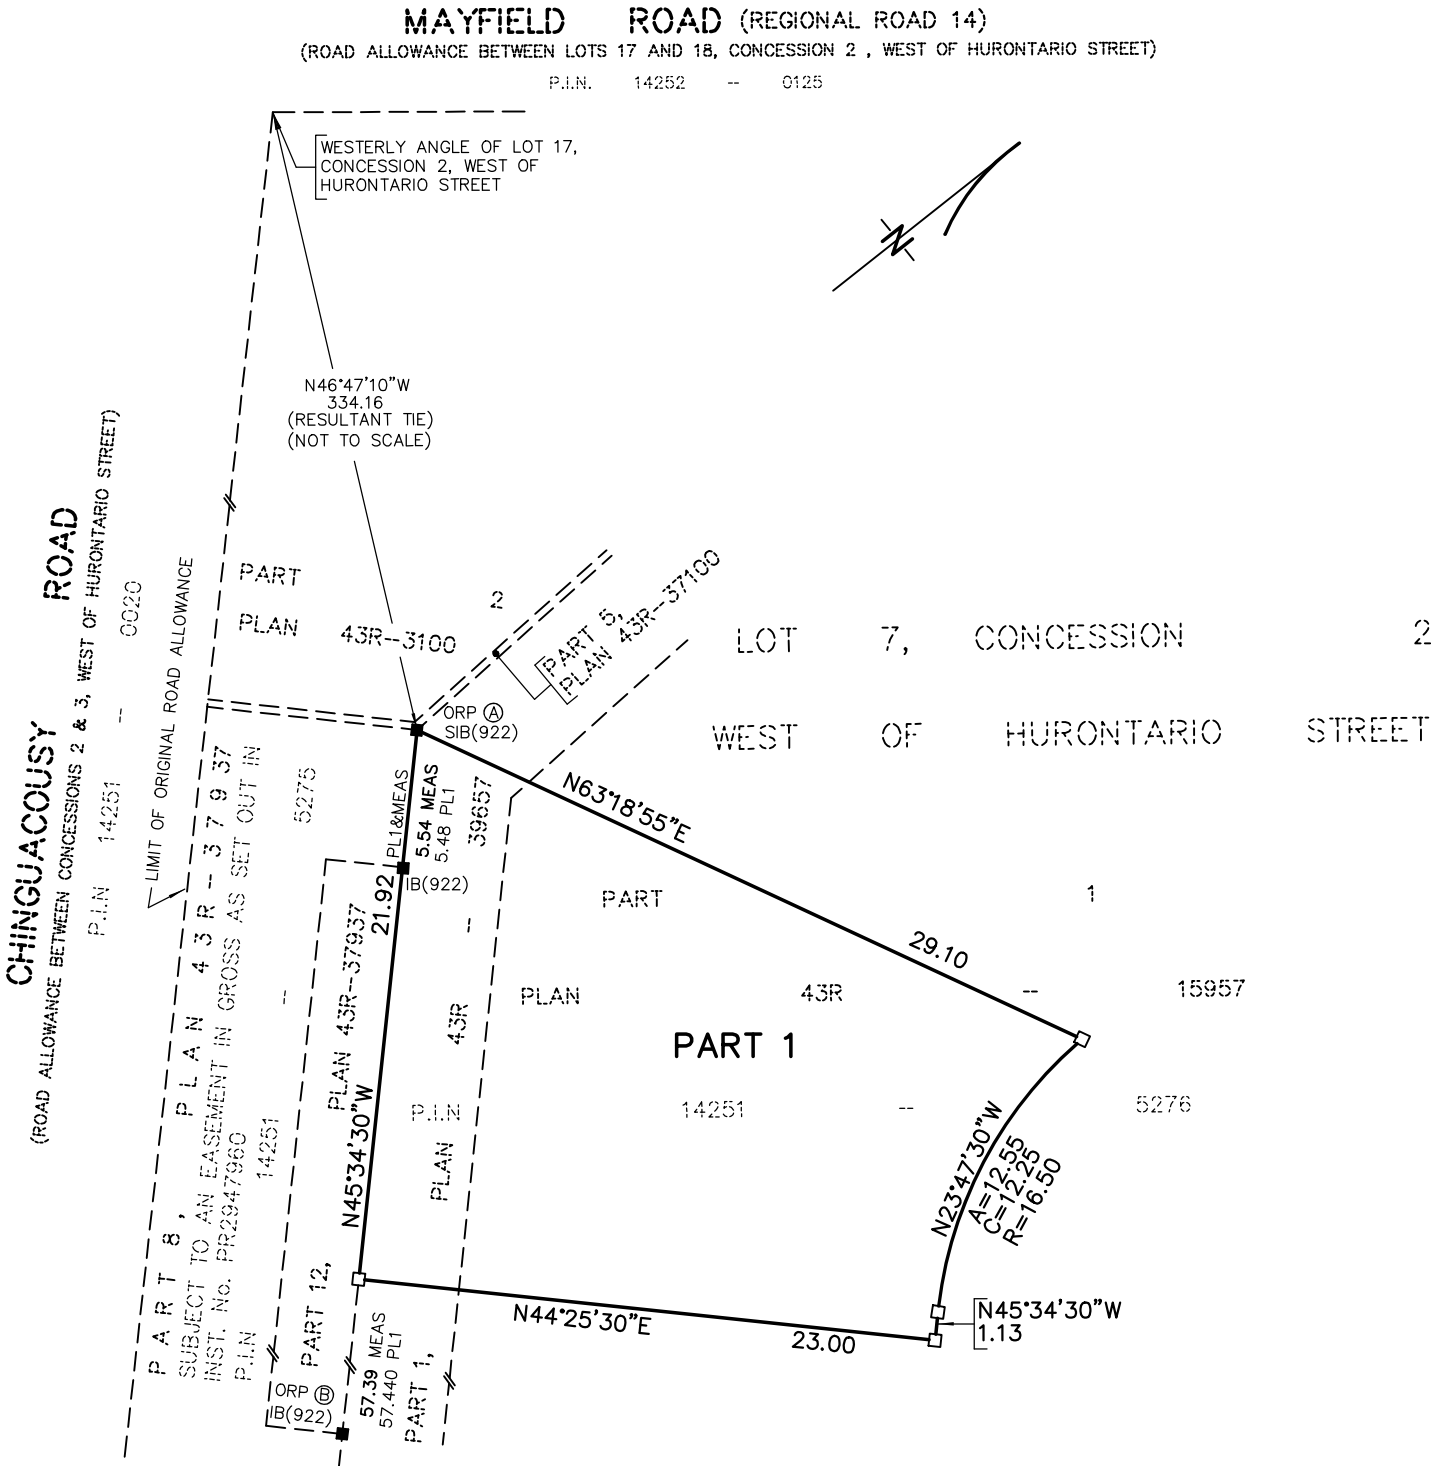 MAYFIELD ROAD (REGIONAL ROAD 14)
(ROAD ALLOWANCE BETWEEN LOTS 17 AND 18, CONCESSION 2 , WEST OF HURONTARIO STREET)
P.I.N. 14252 -- 0125
WESTERLY ANGLE OF LOT 17,
CONCESSION 2, WEST OF
HURONTARIO STREET
N
N46°47'10"W
334.16
(RESULTANT TIE)
(NOT TO SCALE)
CHINGUACOUSY ROAD
(ROAD ALLOWANCE BETWEEN CONCESSIONS 2 & 3, WEST OF HURONTARIO STREET)
P.I.N 14251 -- 0020
LIMIT OF ORIGINAL ROAD ALLOWANCE
PART 2
PLAN 43R--3100
PART 5,
PLAN 43R--37100
LOT 7, CONCESSION 2
WEST OF HURONTARIO STREET
ORP A
SIB(922)
PART 8, PLAN 43R--37937
SUBJECT TO AN EASEMENT IN GROSS AS SET OUT IN
INST. No. PR2947960
P.I.N 14251 -- 5275
PL1&MEAS
5.54 MEAS
5.48 PL1
IB(922)
21.92
N45°34'30"W
PART 12, PLAN 43R--37937
P.I.N
PART 1, PLAN 43R -- 39657
N63°18'55"E
29.10
PART 1
PLAN 43R -- 15957
PART 1
14251 -- 5276
N23°47'30"W
A=12.55
C=12.25
R=16.50
N45°34'30"W
1.13
N44°25'30"E
23.00
57.39 MEAS
57.440 PL1
ORP B
IB(922)